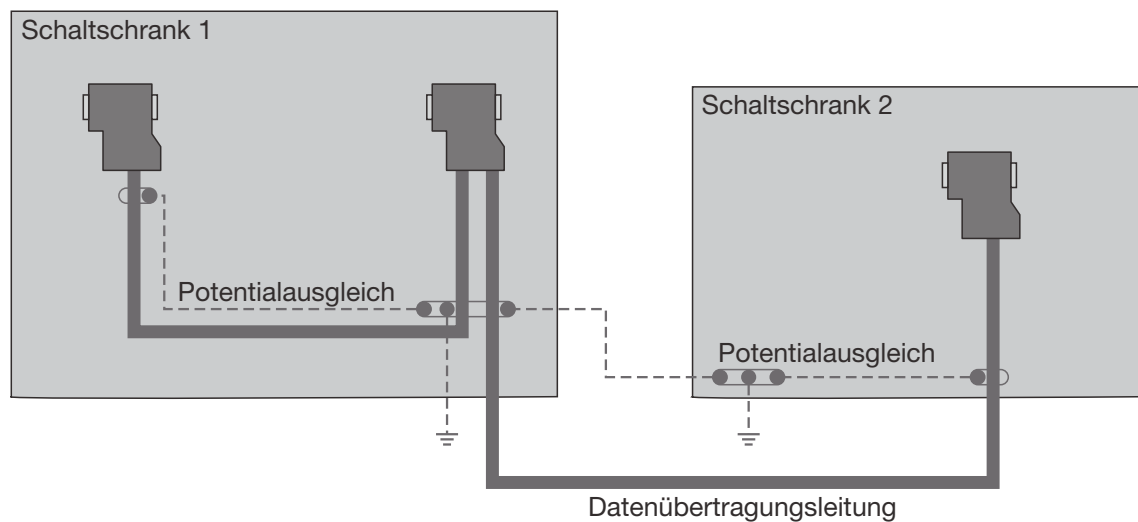 Schaltschrank 1
Schaltschrank 2
Potentialausgleich
Potentialausgleich
Datenübertragungsleitung